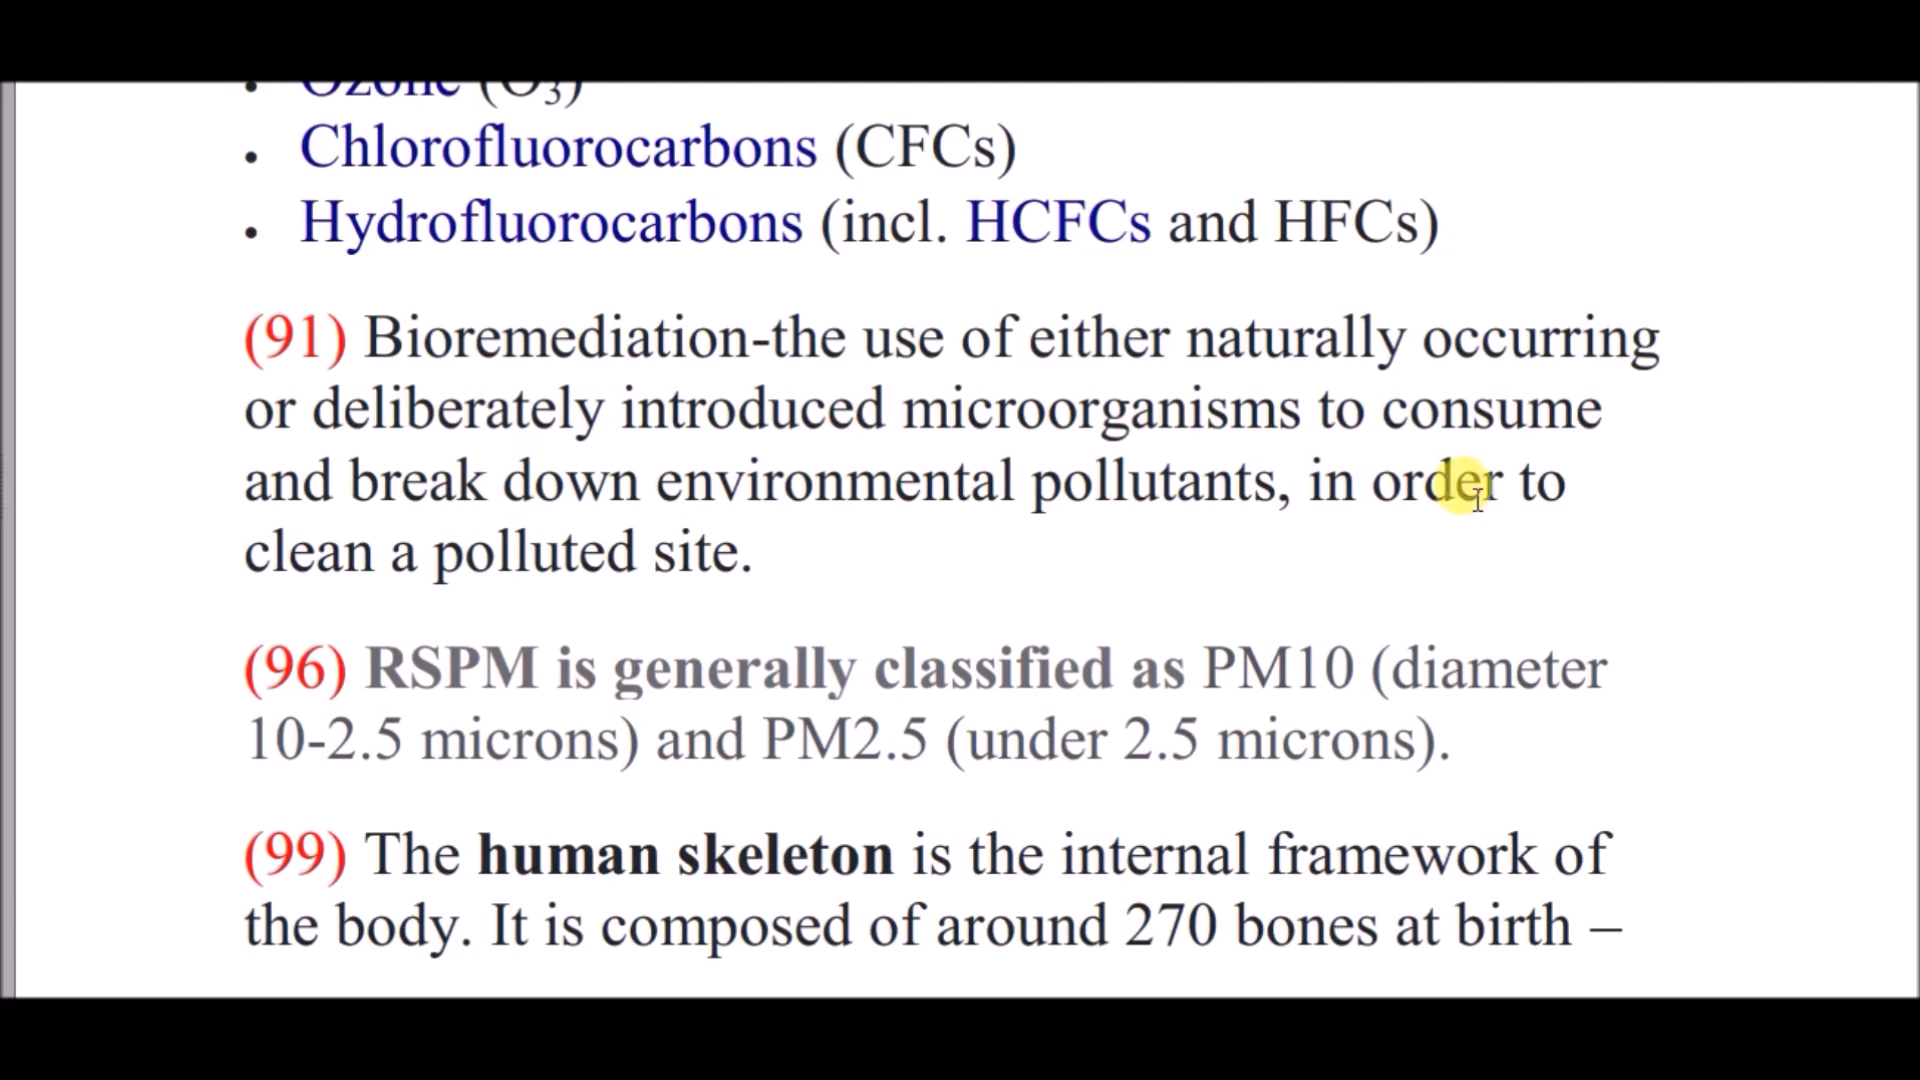 • Ozone (O₃)
• Chlorofluorocarbons (CFCs)
• Hydrofluorocarbons (incl. HCFCs and HFCs)
(91) Bioremediation-the use of either naturally occurring
or deliberately introduced microorganisms to consume
and break down environmental pollutants, in order to
clean a polluted site.
(96) RSPM is generally classified as PM10 (diameter
10-2.5 microns) and PM2.5 (under 2.5 microns).
(99) The human skeleton is the internal framework of
the body. It is composed of around 270 bones at birth –